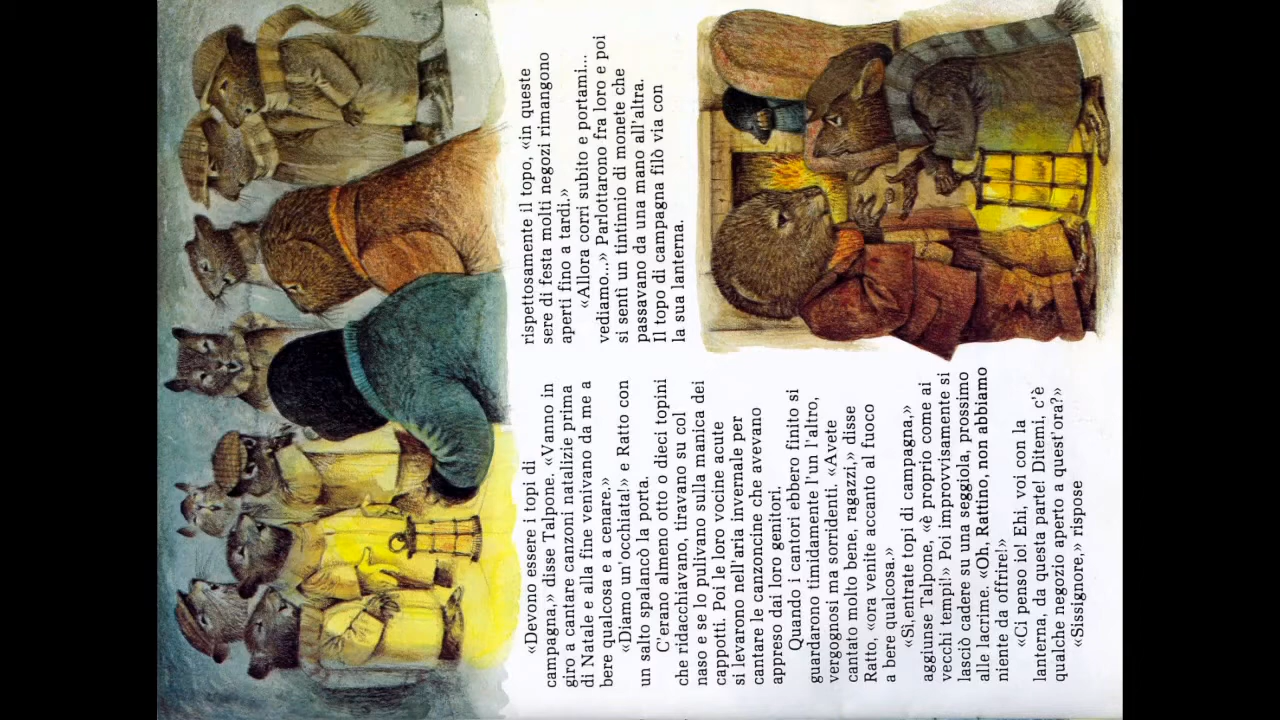 «Devono essere i topi di
campagna,» disse Talpone. «Vanno in
giro a cantare canzoni natalizie prima
di Natale e alla fine venivano da me a
bere qualcosa e a cenare.»
«Diamo un'occhiata!» e Ratto con
un salto spalancò la porta.
C'erano almeno otto o dieci topini
che ridacchiavano, tiravano su col
naso e se lo pulivano sulla manica dei
cappotti. Poi le loro vocine acute
si levarono nell'aria invernale per
cantare le canzoncine che avevano
appreso dai loro genitori.
Quando i cantori ebbero finito si
guardarono timidamente l'un l'altro,
vergognosi ma sorridenti. «Avete
cantato molto bene, ragazzi,» disse
Ratto, «ora venite accanto al fuoco
a bere qualcosa.»
«Sì,entrate topi di campagna,»
aggiunse Talpone, «è proprio come ai
vecchi tempi!» Poi improvvisamente si
lasciò cadere su una seggiola, prossimo
alle lacrime. «Oh, Rattino, non abbiamo
niente da offrire!»
«Ci penso io! Ehi, voi con la
lanterna, da questa parte! Ditemi, c'è
qualche negozio aperto a quest'ora?»
«Sissignore,» rispose
rispettosamente il topo, «in queste
sere di festa molti negozi rimangono
aperti fino a tardi.»
«Allora corri subito e portami...
vediamo...» Parlottarono fra loro e poi
si sentì un tintinnio di monete che
passavano da una mano all'altra.
Il topo di campagna filò via con
la sua lanterna.